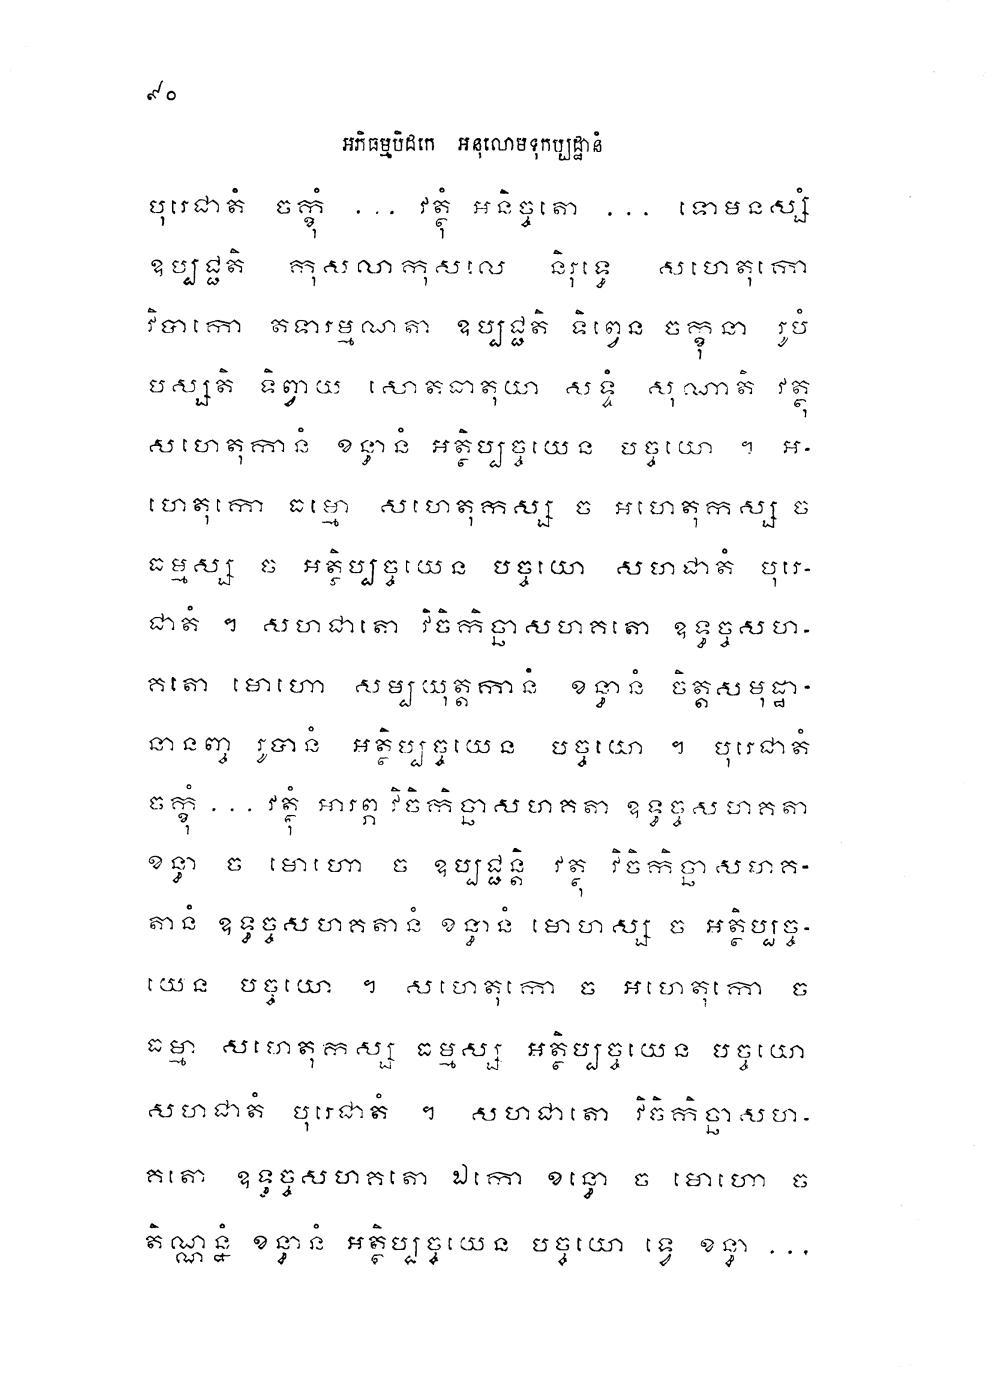 ៩០
អភិធម្មបិដកេ អនុលោមទុកប្បដ្ឋានំ
បុរេជាតំ ចក្ខុំ ... វត្ថុំ អនិច្ចតោ ... ទោមនស្សំ
ឧប្បជ្ជតិ កុសលាកុសលេ និរុទ្ធេ សហេតុកោ
វិបាកោ តទារម្មណតា ឧប្បជ្ជតិ ទិព្វេន ចក្ខុនា រូបំ
បស្សតិ ទិព្វាយ សោតធាតុយា សទ្ទំ សុណាតិ វត្ថុ
សហេតុកានំ ខន្ធានំ អត្ថិប្បច្ចយេន បច្ចយោ ។ អ-
ហេតុកោ ធម្មោ សហេតុកស្ស ច អហេតុកស្ស ច
ធម្មស្ស ច អត្ថិប្បច្ចយេន បច្ចយោ សហជាតំ បុរេ-
ជាតំ ។ សហជាតោ វិចិកិច្ឆាសហគតោ ឧទ្ធច្ចសហ-
គតោ មោហោ សម្បយុត្តកានំ ខន្ធានំ ចិត្តសមុដ្ឋា-
នានញ្ច រូបានំ អត្ថិប្បច្ចយេន បច្ចយោ ។ បុរេជាតំ
ចក្ខុំ ... វត្ថុំ អារព្ភ វិចិកិច្ឆាសហគតា ឧទ្ធច្ចសហគតា
ខន្ធា ច មោហោ ច ឧប្បជ្ជន្តិ វត្ថុ វិចិកិច្ឆាសហគ-
តានំ ឧទ្ធច្ចសហគតានំ ខន្ធានំ មោហស្ស ច អត្ថិប្បច្ច-
យេន បច្ចយោ ។ សហេតុកោ ច អហេតុកោ ច
ធម្មា សហេតុកស្ស ធម្មស្ស អត្ថិប្បច្ចយេន បច្ចយោ
សហជាតំ បុរេជាតំ ។ សហជាតោ វិចិកិច្ឆាសហ-
គតោ ឧទ្ធច្ចសហគតោ ឯកោ ខន្ធោ ច មោហោ ច
តិណ្ណន្នំ ខន្ធានំ អត្ថិប្បច្ចយេន បច្ចយោ ទ្វេ ខន្ធា ...